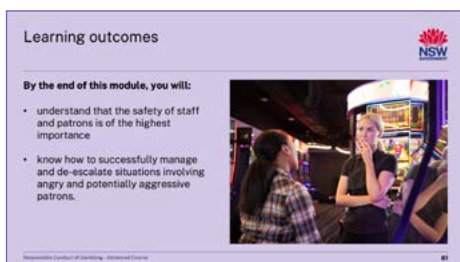 Learning outcomes
NSW
GOVERNMENT
By the end of this module, you will:
• understand that the safety of staff
and patrons is of the highest
importance
• know how to successfully manage
and de-escalate situations involving
angry and potentially aggressive
patrons.
Responsible Conduct of Gambling - Advanced Course
61